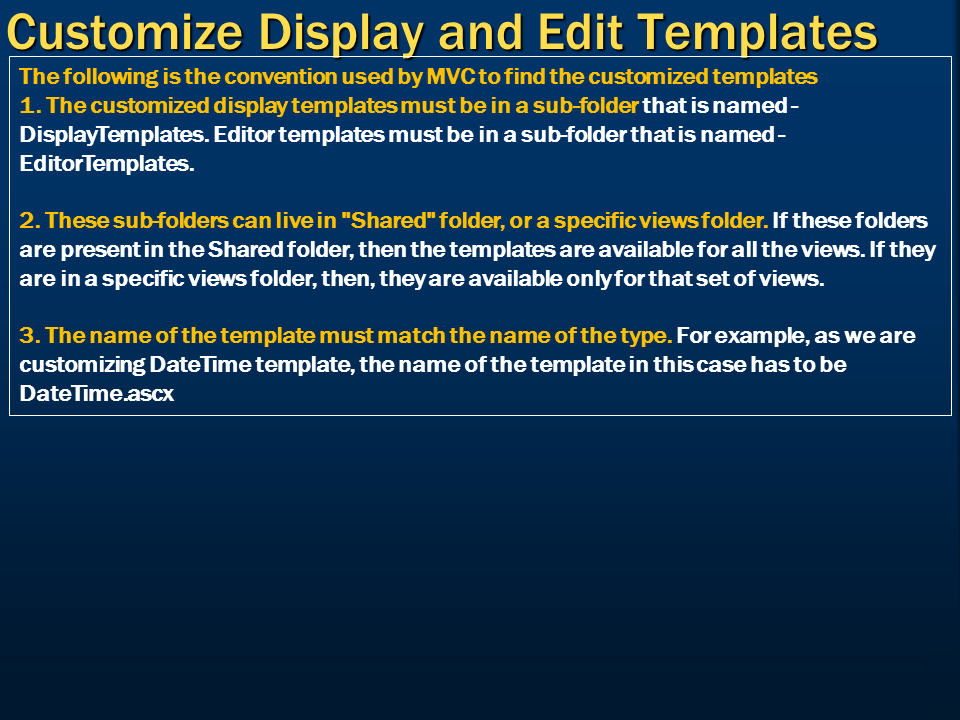 Customize Display and Edit Templates
The following is the convention used by MVC to find the customized templates
1. The customized display templates must be in a sub-folder that is named -
DisplayTemplates. Editor templates must be in a sub-folder that is named -
EditorTemplates.
2. These sub-folders can live in "Shared" folder, or a specific views folder. If these folders
are present in the Shared folder, then the templates are available for all the views. If they
are in a specific views folder, then, they are available only for that set of views.
3. The name of the template must match the name of the type. For example, as we are
customizing DateTime template, the name of the template in this case has to be
DateTime.ascx